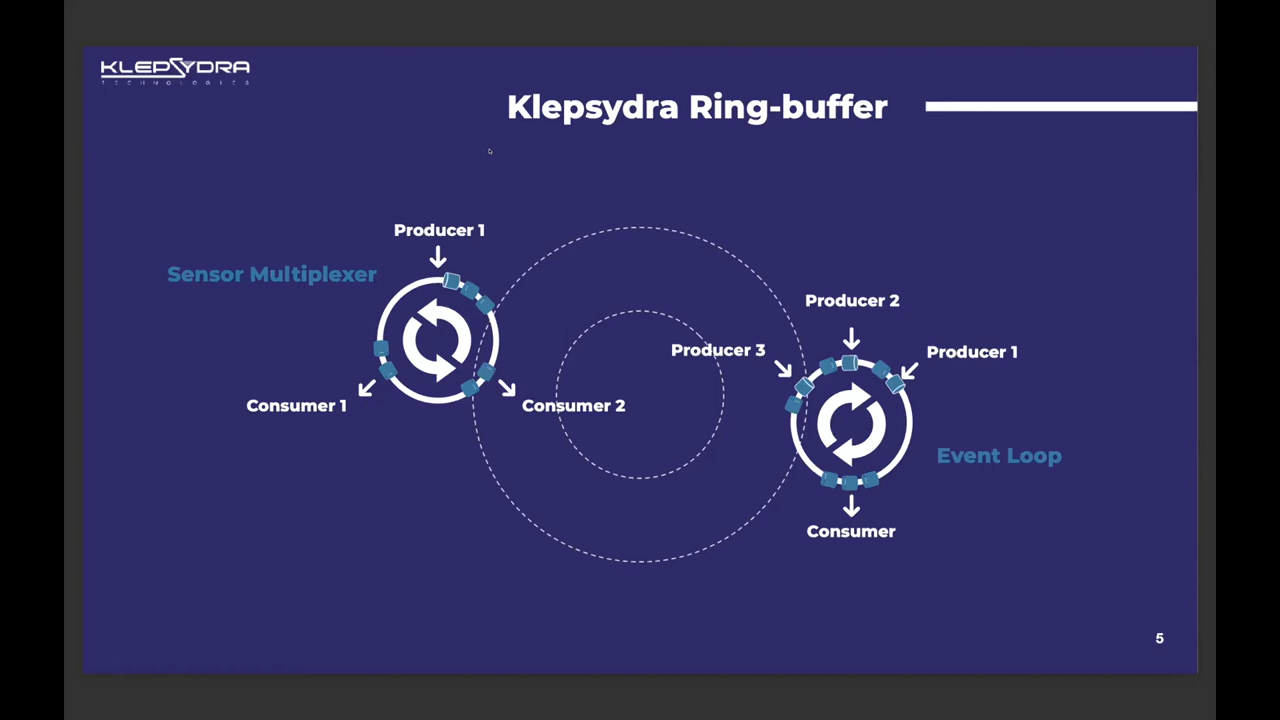 KLEPSYDRA
TECHNOLOGIES
Klepsydra Ring-buffer
Producer 1
Sensor Multiplexer
Consumer 1
Consumer 2
Producer 2
Producer 3
Producer 1
Event Loop
Consumer
5